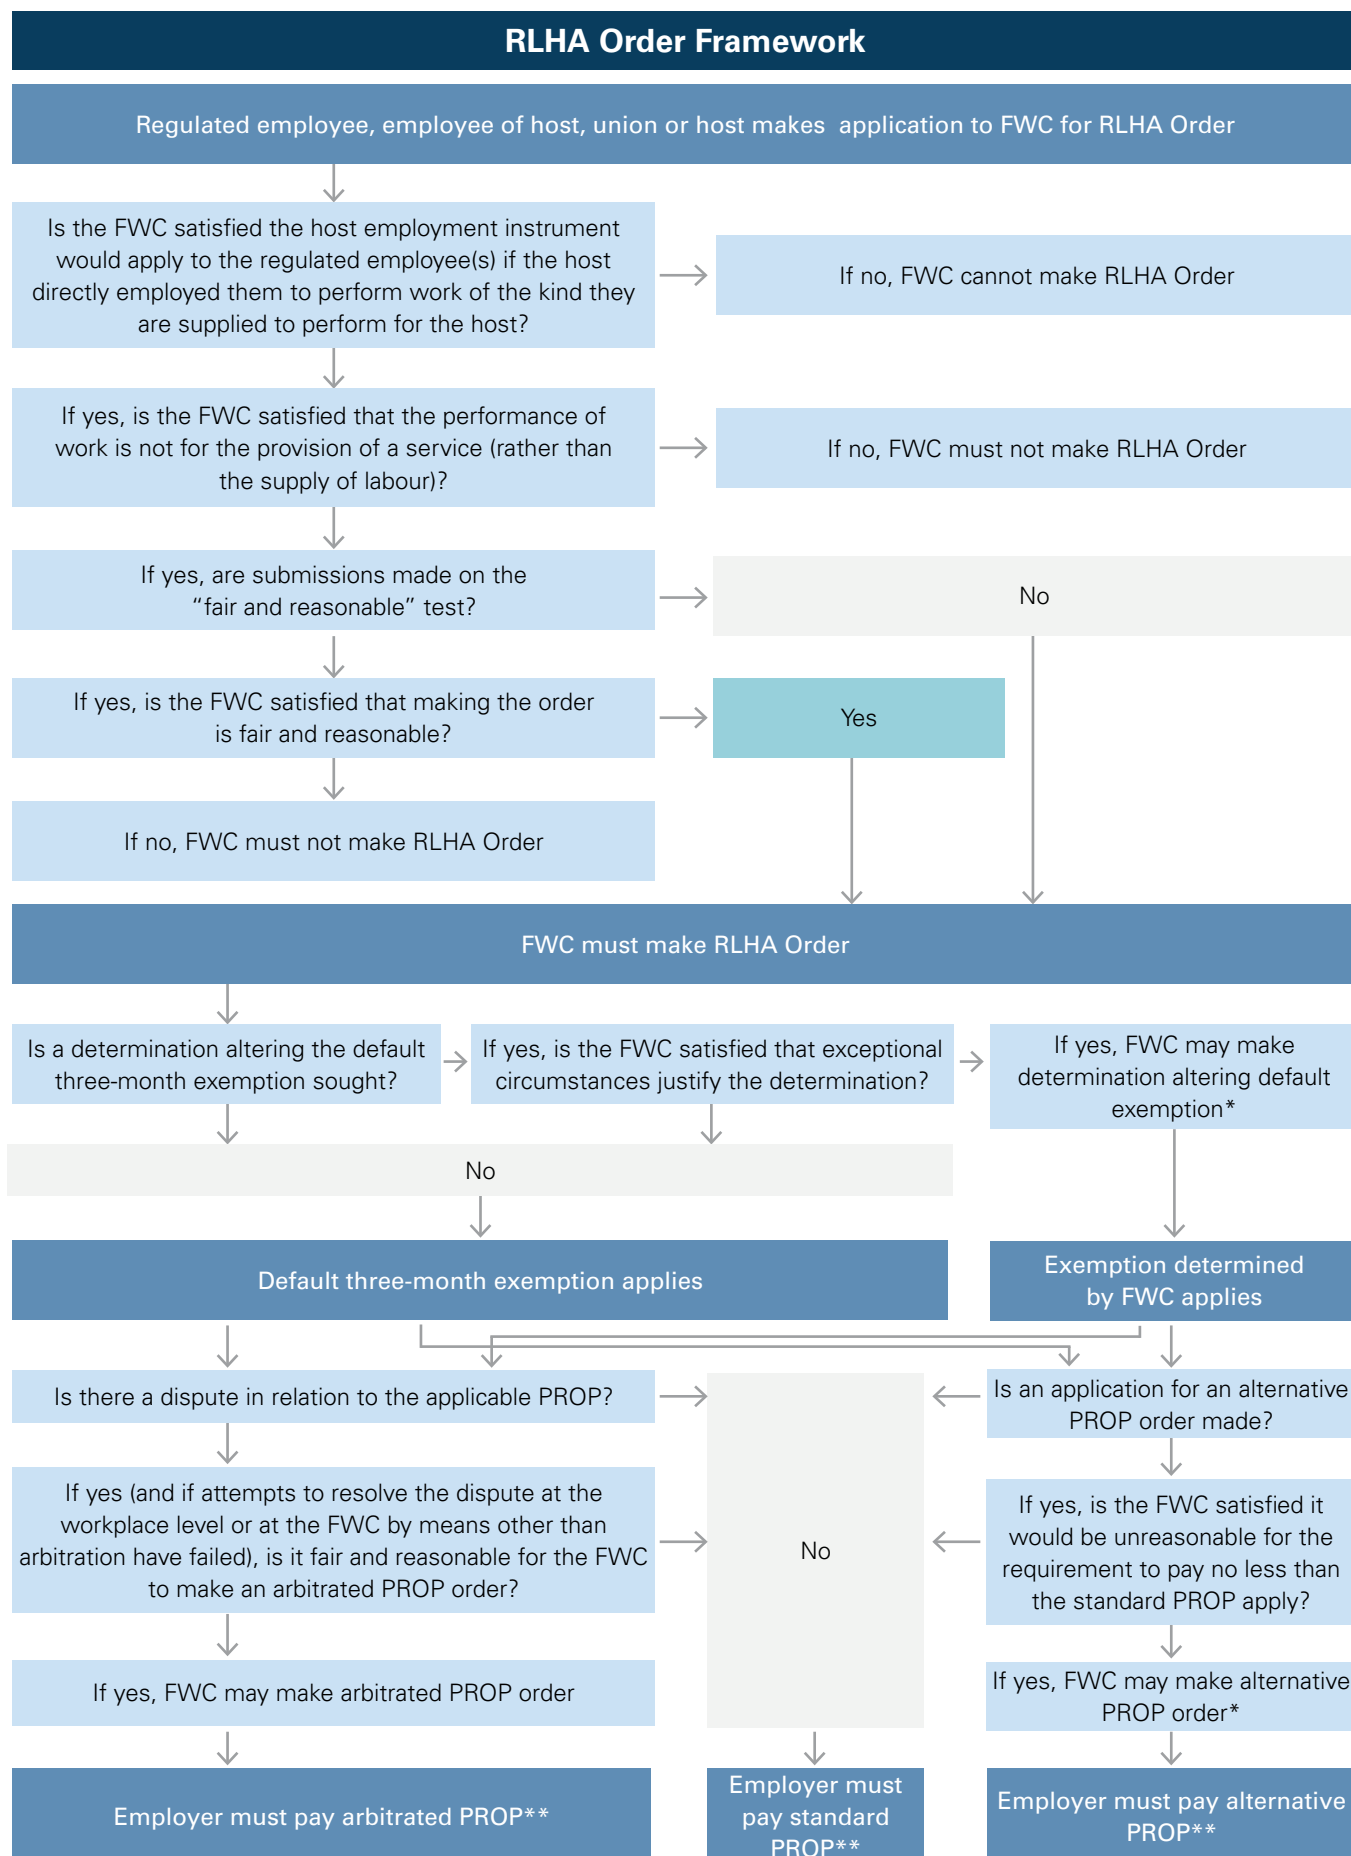 RLHA Order Framework
Regulated employee, employee of host, union or host makes application to FWC for RLHA Order
Is the FWC satisfied the host employment instrument
would apply to the regulated employee(s) if the host
directly employed them to perform work of the kind they
are supplied to perform for the host?
If no, FWC cannot make RLHA Order
If yes, is the FWC satisfied that the performance of
work is not for the provision of a service (rather than
the supply of labour)?
If no, FWC must not make RLHA Order
If yes, are submissions made on the
“fair and reasonable” test?
No
If yes, is the FWC satisfied that making the order
is fair and reasonable?
Yes
If no, FWC must not make RLHA Order
FWC must make RLHA Order
Is a determination altering the default
three-month exemption sought?
If yes, is the FWC satisfied that exceptional
circumstances justify the determination?
If yes, FWC may make
determination altering default
exemption*
No
Default three-month exemption applies
Exemption determined
by FWC applies
Is there a dispute in relation to the applicable PROP?
Is an application for an alternative
PROP order made?
If yes (and if attempts to resolve the dispute at the
workplace level or at the FWC by means other than
arbitration have failed), is it fair and reasonable for the FWC
to make an arbitrated PROP order?
No
If yes, is the FWC satisfied it
would be unreasonable for the
requirement to pay no less than
the standard PROP apply?
If yes, FWC may make arbitrated PROP order
If yes, FWC may make alternative
PROP order*
Employer must pay arbitrated PROP**
Employer must
pay standard
PROP**
Employer must pay alternative
PROP**